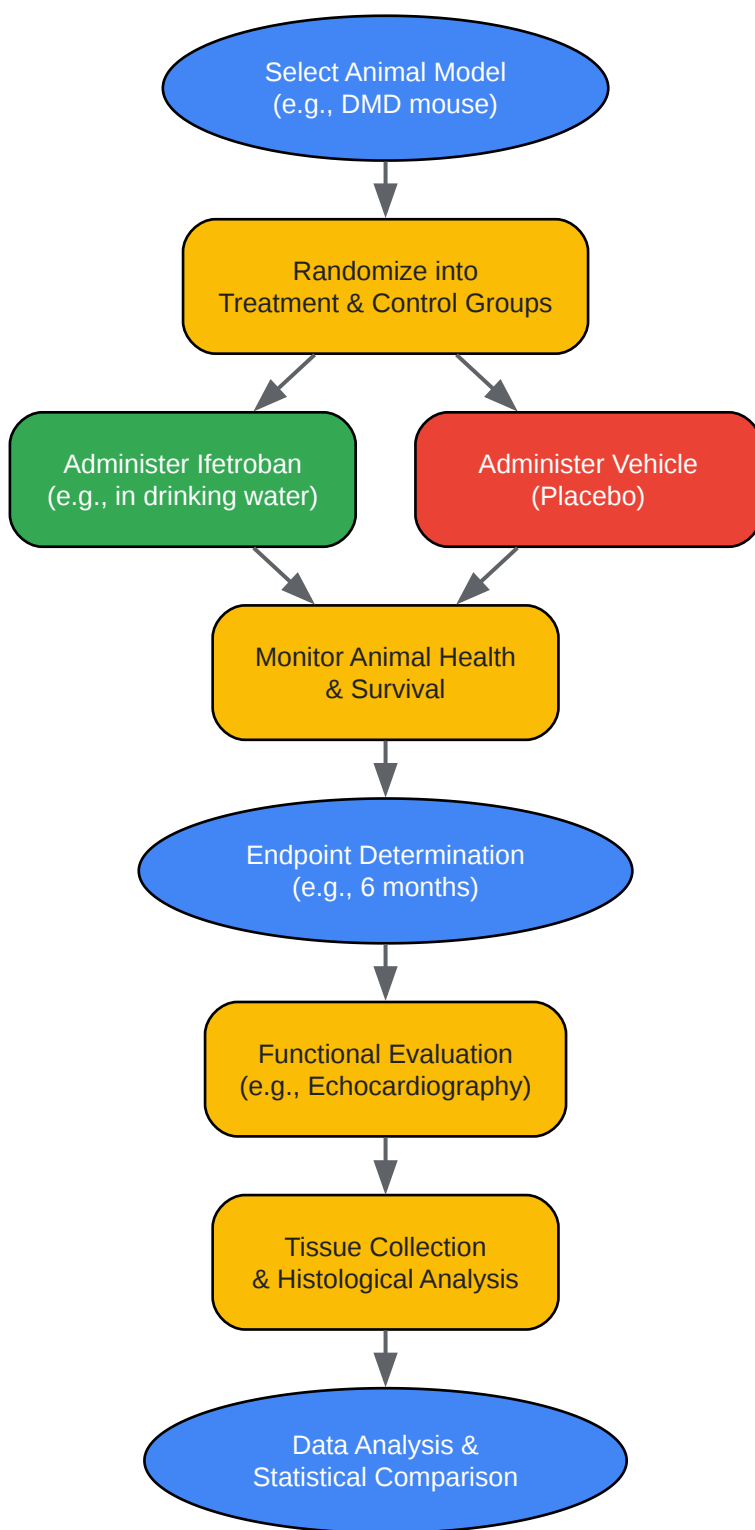 Select Animal Model
(e.g., DMD mouse)
Randomize into
Treatment & Control Groups
Administer Ifetroban
(e.g., in drinking water)
Administer Vehicle
(Placebo)
Monitor Animal Health
& Survival
Endpoint Determination
(e.g., 6 months)
Functional Evaluation
(e.g., Echocardiography)
Tissue Collection
& Histological Analysis
Data Analysis &
Statistical Comparison